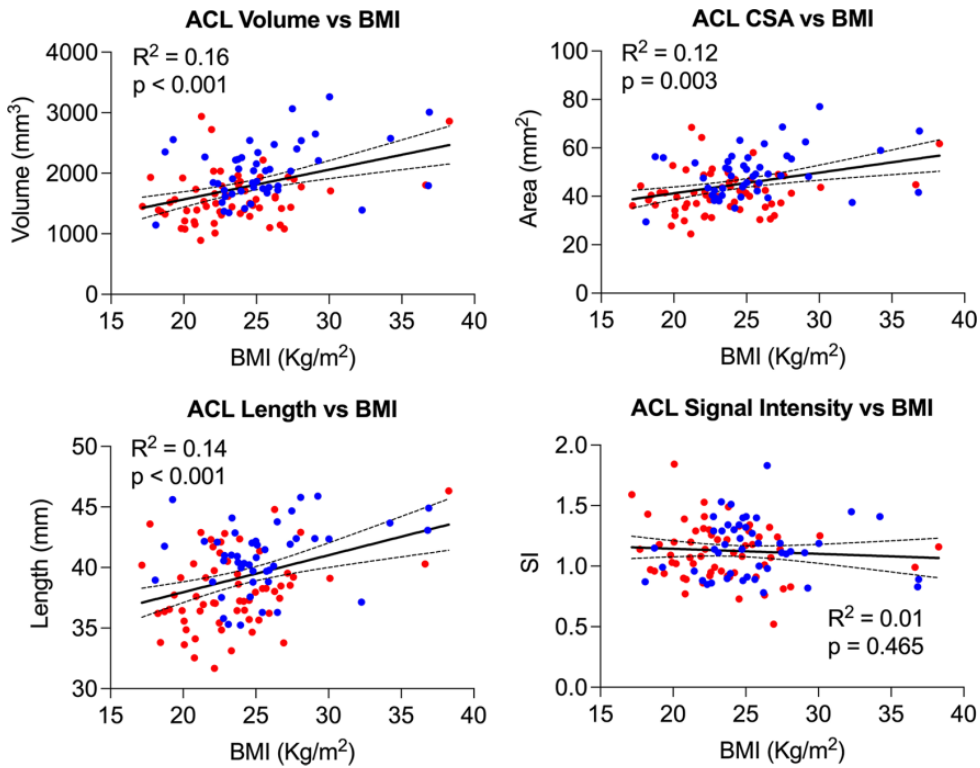 ACL Volume vs BMI
R² = 0.16
p < 0.001
Volume (mm³)
4000
3000
2000
1000
0
15 20 25 30 35 40
BMI (Kg/m²)
ACL CSA vs BMI
R² = 0.12
p = 0.003
Area (mm²)
100
80
60
40
20
0
15 20 25 30 35 40
BMI (Kg/m²)
ACL Length vs BMI
R² = 0.14
p < 0.001
Length (mm)
50
45
40
35
30
15 20 25 30 35 40
BMI (Kg/m²)
ACL Signal Intensity vs BMI
SI
2.0
1.5
1.0
0.5
0.0
R² = 0.01
p = 0.465
15 20 25 30 35 40
BMI (Kg/m²)